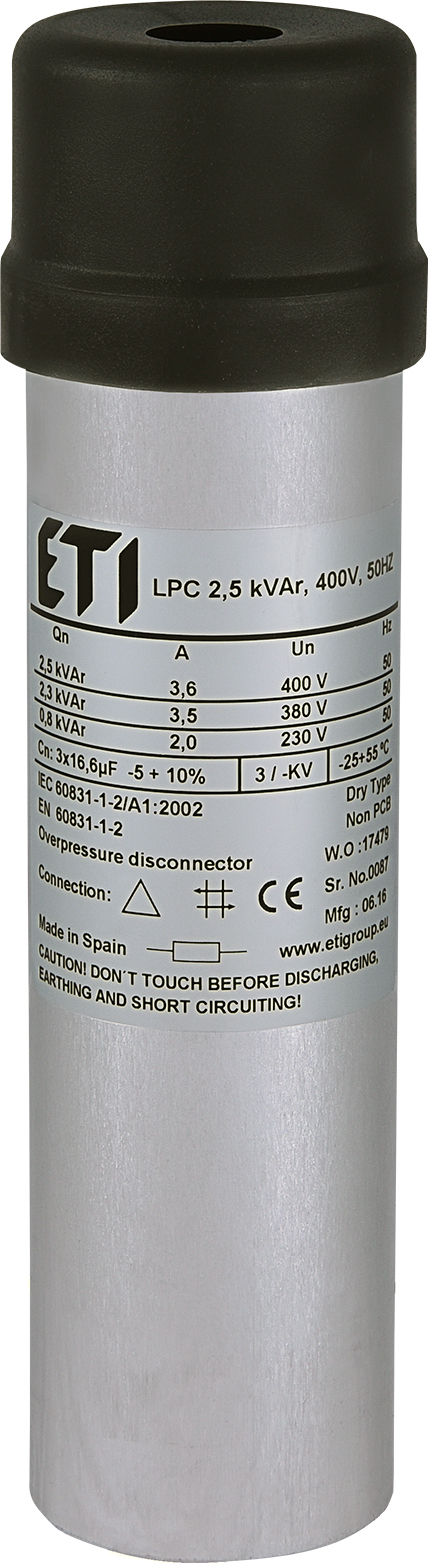 ETI LPC 2,5 kVAr, 400V, 50HZ
Qn A Un Hz
2,5 kVAr 3,6 400 V 50
2,3 kVAr 3,5 380 V 50
0,8 kVAr 2,0 230 V 50
Cn: 3x16,6µF -5 + 10% 3 / -KV -25+55 ºC
IEC 60831-1-2/A1:2002 Dry Type
EN 60831-1-2 Non PCB
Overpressure disconnector W.O :17479
Connection: CE Sr. No.0087
Mfg : 06.16
Made in Spain www.etigroup.eu
CAUTION! DON´T TOUCH BEFORE DISCHARGING,
EARTHING AND SHORT CIRCUITING!